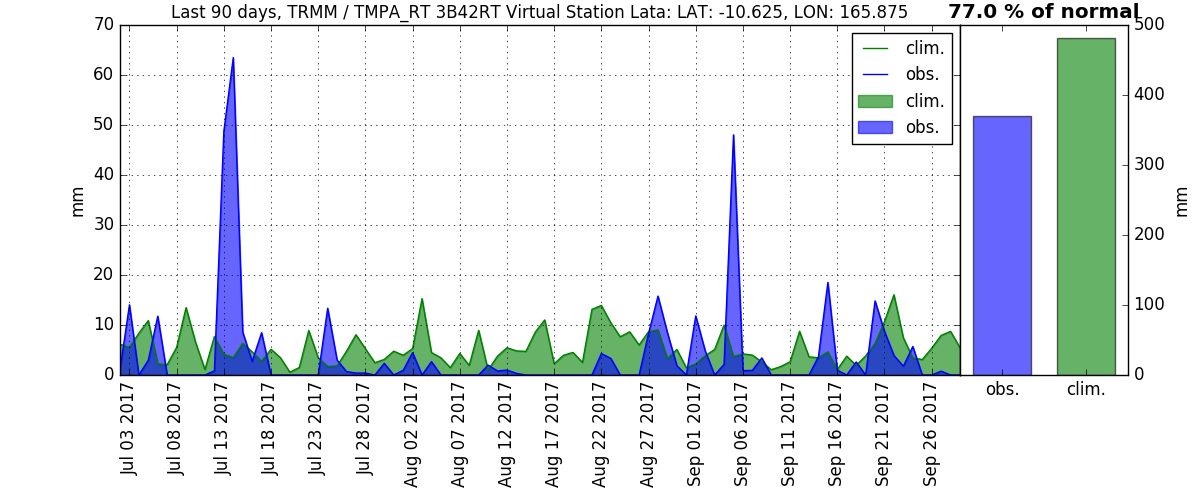 Last 90 days, TRMM / TMPA_RT 3B42RT Virtual Station Lata: LAT: -10.625, LON: 165.875
77.0 % of normal
70
60
50
40
30
20
10
0
mm
clim.
obs.
clim.
obs.
Jul 03 2017
Jul 08 2017
Jul 13 2017
Jul 18 2017
Jul 23 2017
Jul 28 2017
Aug 02 2017
Aug 07 2017
Aug 12 2017
Aug 17 2017
Aug 22 2017
Aug 27 2017
Sep 01 2017
Sep 06 2017
Sep 11 2017
Sep 16 2017
Sep 21 2017
Sep 26 2017
500
400
300
200
100
0
mm
obs.
clim.